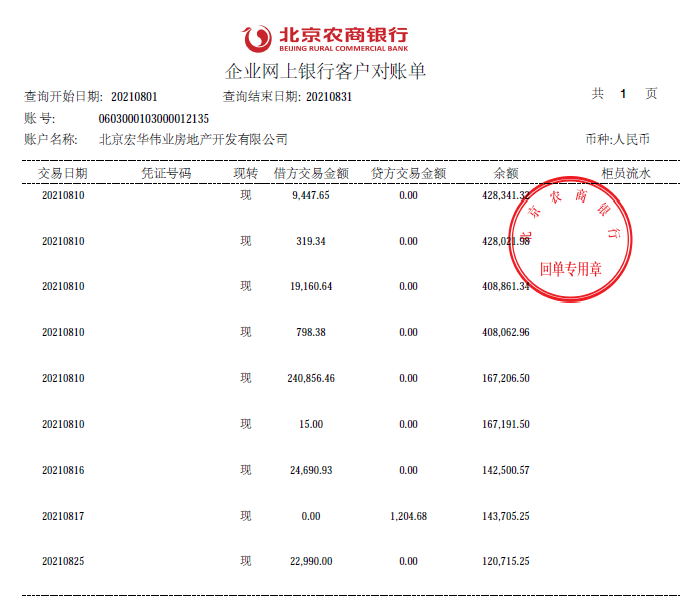 北京农商银行
BEIJING RURAL COMMERCIAL BANK
企业网上银行客户对账单
查询开始日期: 20210801 查询结束日期: 20210831 共 1 页
账 号: 0603000103000012135
账户名称: 北京宏华伟业房地产开发有限公司 币种:人民币
交易日期 凭证号码 现转 借方交易金额 贷方交易金额 余额 柜员流水
20210810 现 9,447.65 0.00 428,341.32
20210810 现 319.34 0.00 428,021.98
20210810 现 19,160.64 0.00 408,861.34
20210810 现 798.38 0.00 408,062.96
20210810 现 240,856.46 0.00 167,206.50
20210810 现 15.00 0.00 167,191.50
20210816 现 24,690.93 0.00 142,500.57
20210817 现 0.00 1,204.68 143,705.25
20210825 现 22,990.00 0.00 120,715.25
北京农商银行
回单专用章